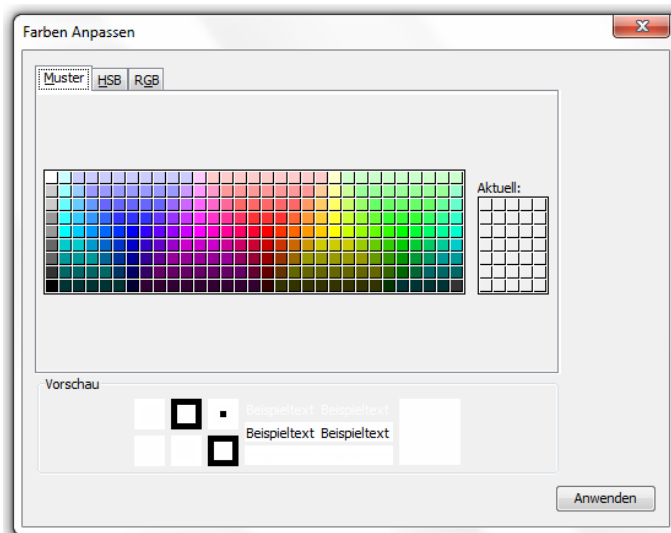 Farben Anpassen
Muster HSB RGB
Aktuell:
Vorschau
Beispieltext Beispieltext
Beispieltext Beispieltext
Anwenden